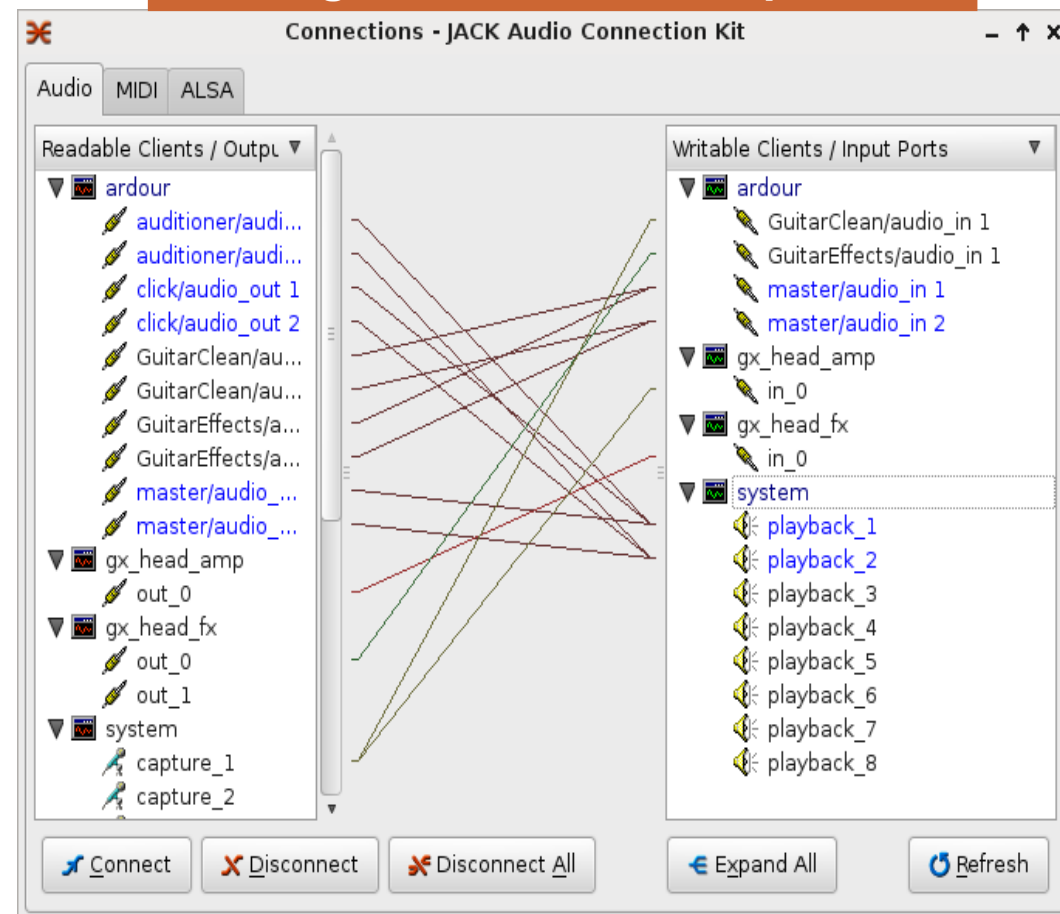 Connections - JACK Audio Connection Kit
Audio MIDI ALSA
Readable Clients / Outpu
ardour
auditioner/audi...
auditioner/audi...
click/audio_out 1
click/audio_out 2
GuitarClean/au...
GuitarClean/au...
GuitarEffects/a...
GuitarEffects/a...
master/audio_...
master/audio_...
gx_head_amp
out_0
gx_head_fx
out_0
out_1
system
capture_1
capture_2
Writable Clients / Input Ports
ardour
GuitarClean/audio_in 1
GuitarEffects/audio_in 1
master/audio_in 1
master/audio_in 2
gx_head_amp
in_0
gx_head_fx
in_0
system
playback_1
playback_2
playback_3
playback_4
playback_5
playback_6
playback_7
playback_8
Connect Disconnect Disconnect All Expand All Refresh